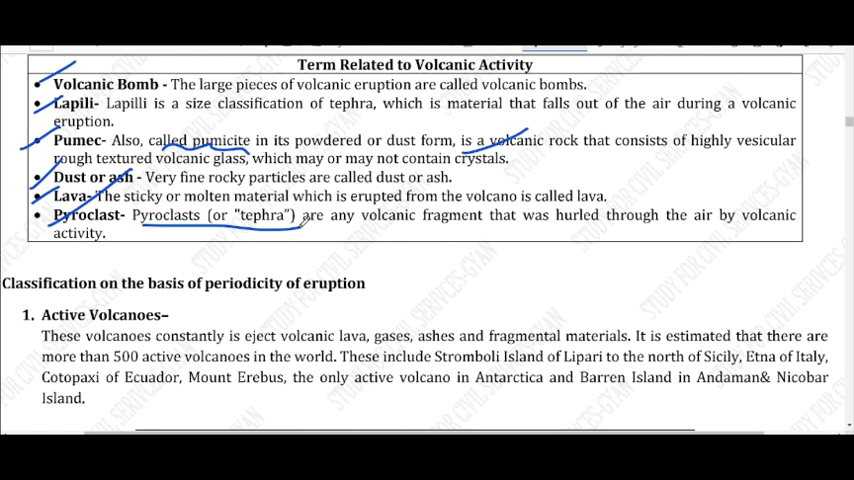 Term Related to Volcanic Activity
• Volcanic Bomb - The large pieces of volcanic eruption are called volcanic bombs.
• Lapili- Lapilli is a size classification of tephra, which is material that falls out of the air during a volcanic
eruption.
• Pumec- Also, called pumicite in its powdered or dust form, is a volcanic rock that consists of highly vesicular
rough textured volcanic glass, which may or may not contain crystals.
• Dust or ash - Very fine rocky particles are called dust or ash.
• Lava- The sticky or molten material which is erupted from the volcano is called lava.
• Pyroclast- Pyroclasts (or "tephra") are any volcanic fragment that was hurled through the air by volcanic
activity.
Classification on the basis of periodicity of eruption
1. Active Volcanoes–
These volcanoes constantly is eject volcanic lava, gases, ashes and fragmental materials. It is estimated that there are
more than 500 active volcanoes in the world. These include Stromboli Island of Lipari to the north of Sicily, Etna of Italy,
Cotopaxi of Ecuador, Mount Erebus, the only active volcano in Antarctica and Barren Island in Andaman& Nicobar
Island.
STUDY FOR CIVIL SERIVCES-GYAN